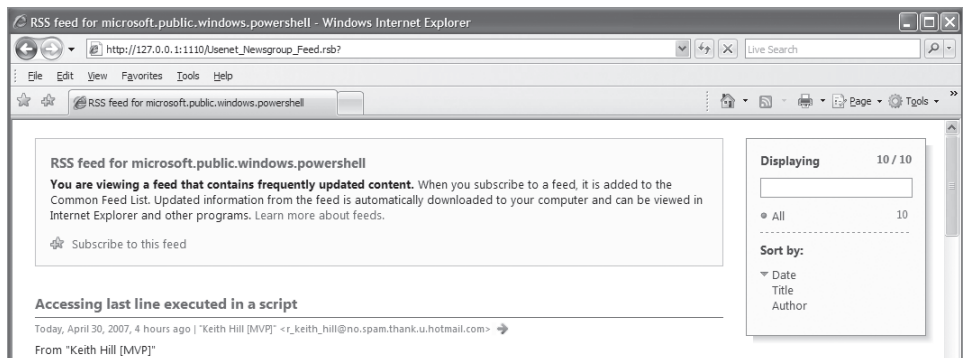 RSS feed for microsoft.public.windows.powershell - Windows Internet Explorer
http://127.0.0.1:1110/Usenet_Newsgroup_Feed.rsb?
Live Search
File Edit View Favorites Tools Help
RSS feed for microsoft.public.windows.powershell
Page Tools »
RSS feed for microsoft.public.windows.powershell
You are viewing a feed that contains frequently updated content. When you subscribe to a feed, it is added to the
Common Feed List. Updated information from the feed is automatically downloaded to your computer and can be viewed in
Internet Explorer and other programs. Learn more about feeds.
Subscribe to this feed
Displaying 10 / 10
All 10
Sort by:
Date
Title
Author
Accessing last line executed in a script
Today, April 30, 2007, 4 hours ago | "Keith Hill [MVP]" <r_keith_hill@no.spam.thank.u.hotmail.com>
From "Keith Hill [MVP]"